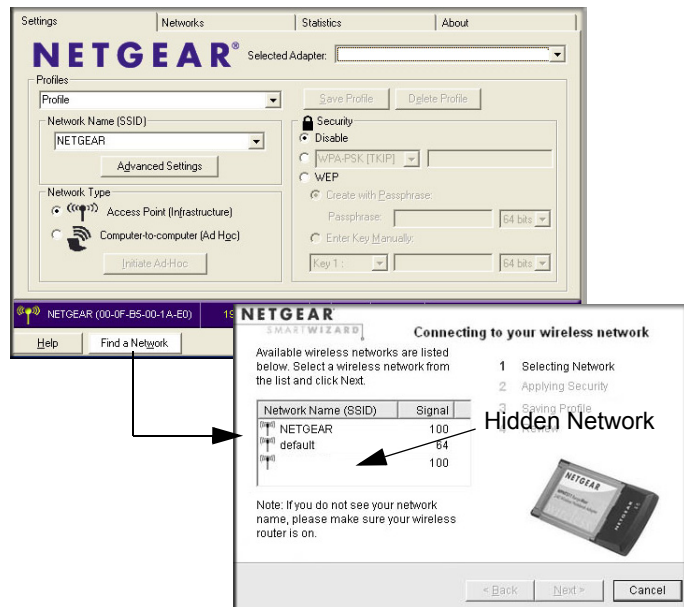 Settings Networks Statistics About
NETGEAR® Selected Adapter:
Profiles
Profile Save Profile Delete Profile
Network Name (SSID)
NETGEAR
Advanced Settings
Security
Disable
WPA-PSK [TKIP]
WEP
Create with Passphrase:
Passphrase: 64 bits
Enter Key Manually:
Key 1 : 64 bits
Network Type
Access Point (Infrastructure)
Computer-to-computer (Ad Hoc)
Initiate Ad-Hoc
NETGEAR (00-0F-B5-00-1A-E0)
Help Find a Network
NETGEAR
SMARTWIZARD
Connecting to your wireless network
Available wireless networks are listed
below. Select a wireless network from
the list and click Next.
1 Selecting Network
2 Applying Security
3 Saving Profile
Network Name (SSID) Signal
NETGEAR 100
default 64
100
Hidden Network
Note: If you do not see your network
name, please make sure your wireless
router is on.
NETGEAR
< Back Next > Cancel